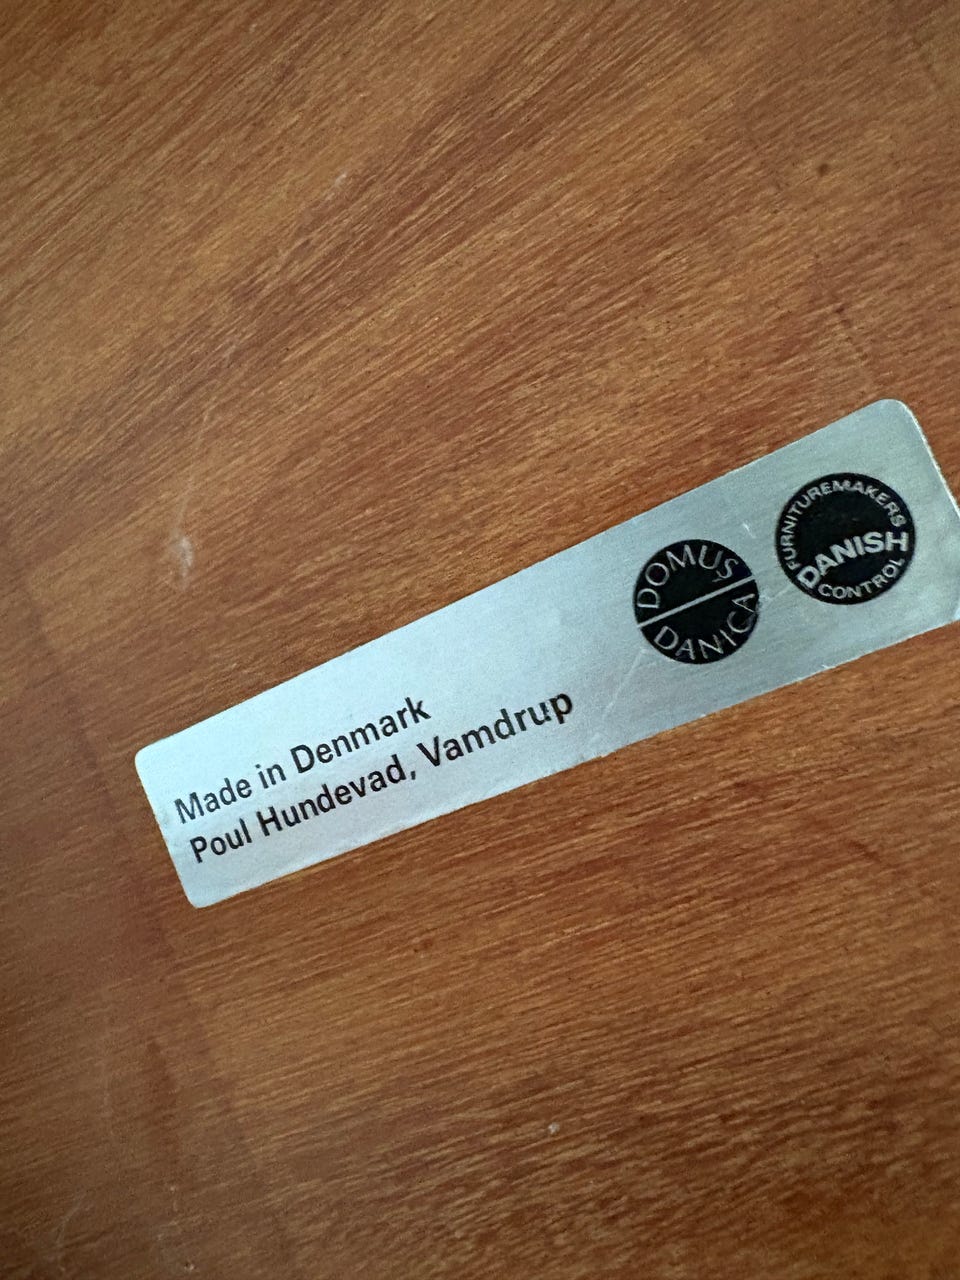 Made in Denmark
Poul Hundevad, Vamdrup
DOMUS
DANICA
FURNITUREMAKERS
DANISH
CONTROL